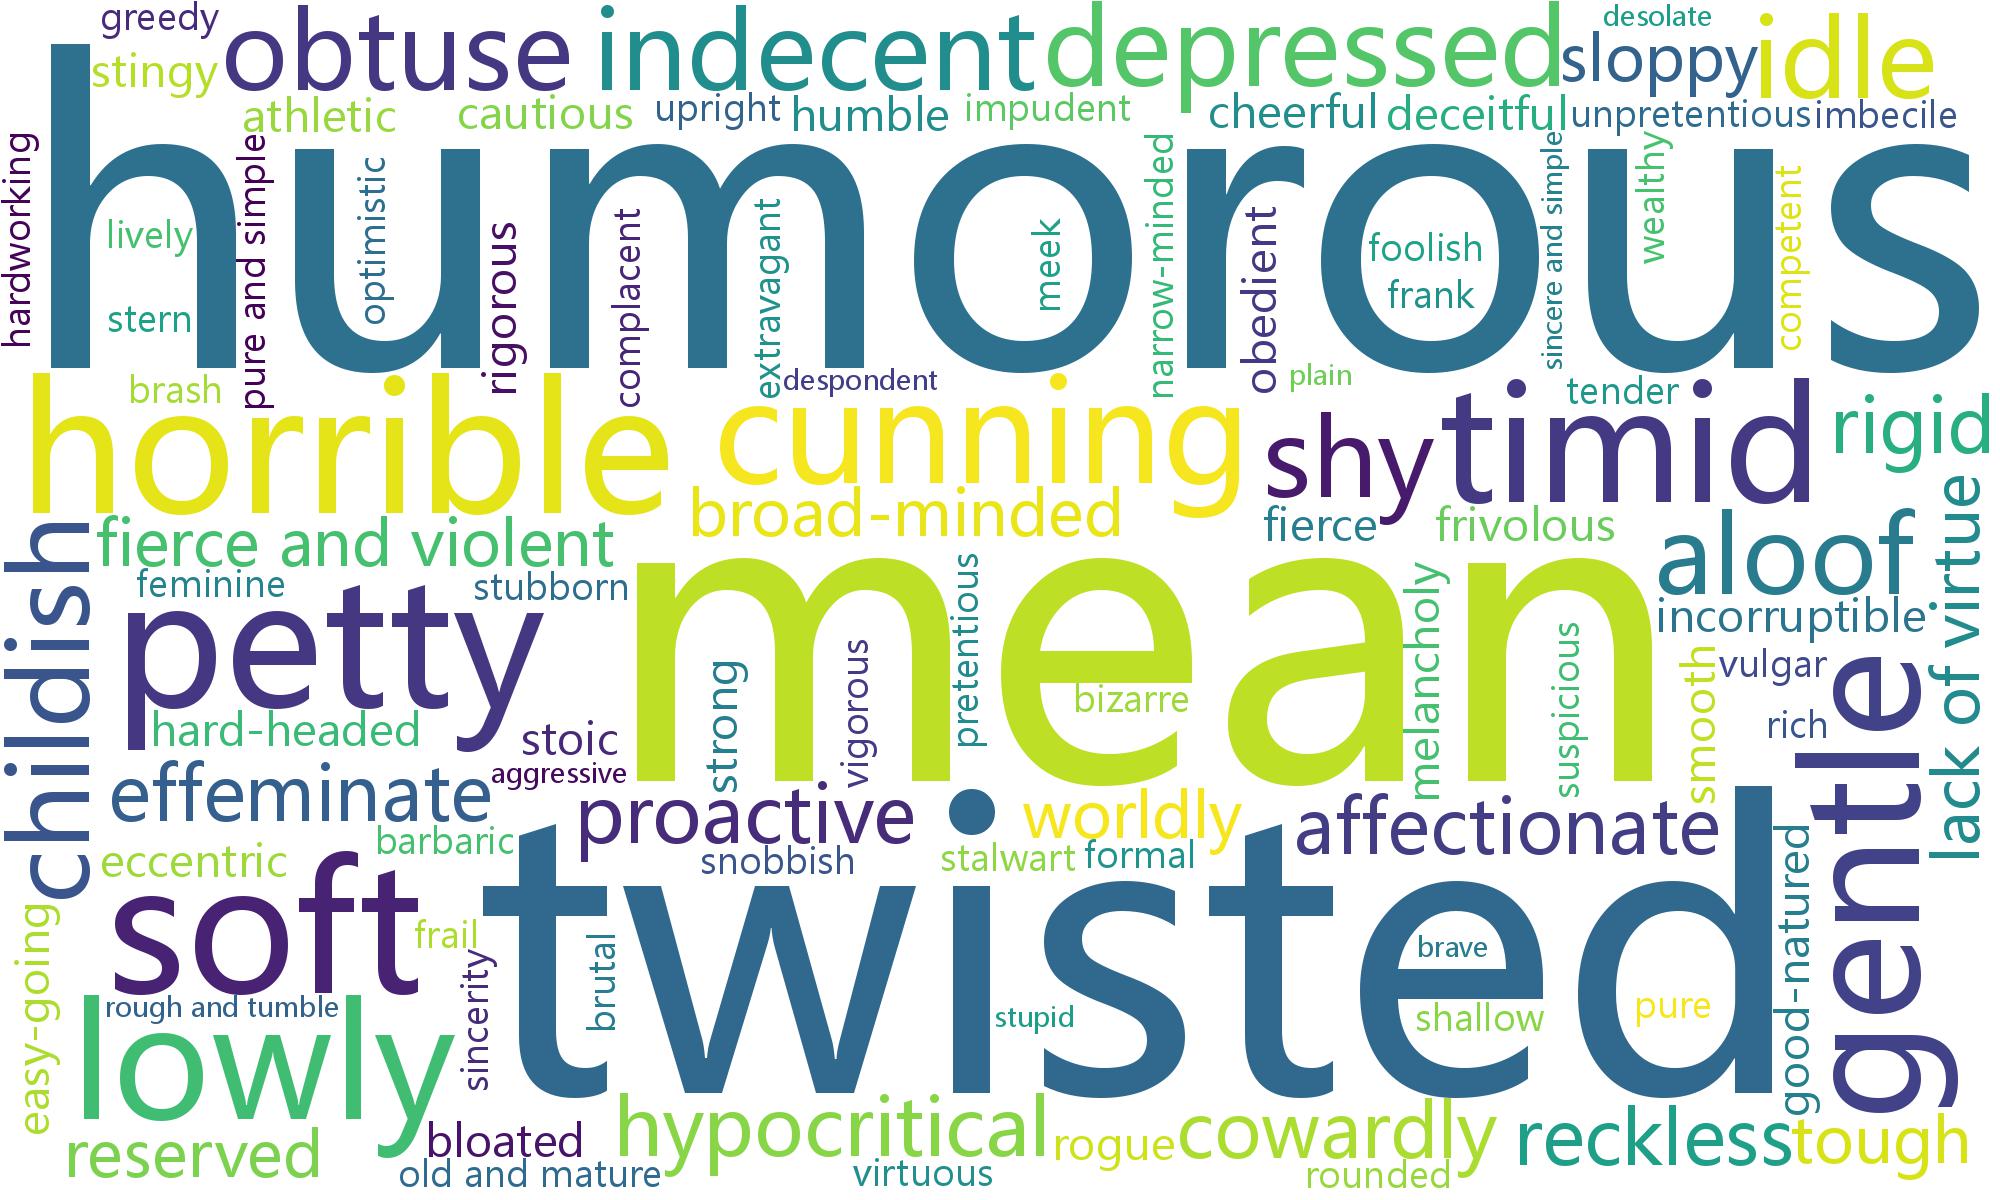 greedy
obtuse
indecent
depressed
desolate
sloppy
idle
stingy
athletic
cautious
upright
humble
impudent
cheerful
deceitful
unpretentious
imbecile
hardworking
humorous
lively
stern
pure and simple
optimistic
rigorous
complacent
extravagant
meek
narrow-minded
obedient
foolish
frank
sincere and simple
wealthy
competent
brash
despondent
plain
tender
horrible
cunning
shy
timid
rigid
broad-minded
fierce
frivolous
aloof
lack of virtue
childish
fierce and violent
feminine
stubborn
petty
mean
pretentious
melancholy
suspicious
incorruptible
smooth
vulgar
rich
gentle
hard-headed
stoic
aggressive
strong
vigorous
bizarre
effeminate
proactive
worldly
affectionate
barbaric
eccentric
snobbish
stalwart
formal
good-natured
soft
twisted
frail
easy-going
sincerity
brutal
brave
stupid
shallow
pure
rough and tumble
lowly
reserved
bloated
old and mature
hypocritical
virtuous
rogue
cowardly
rounded
reckless
tough